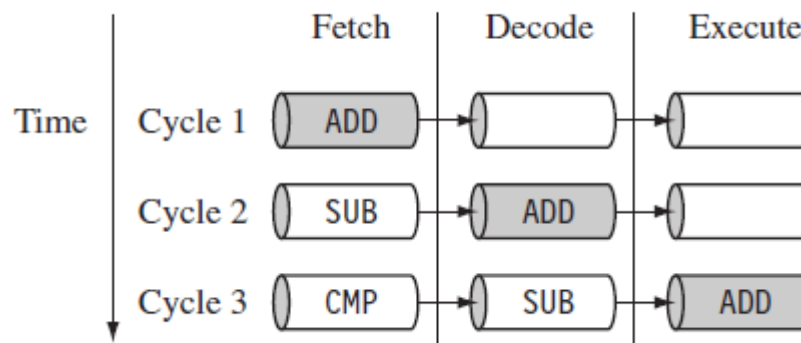 Fetch Decode Execute
Time Cycle 1 ADD
Cycle 2 SUB ADD
Cycle 3 CMP SUB ADD